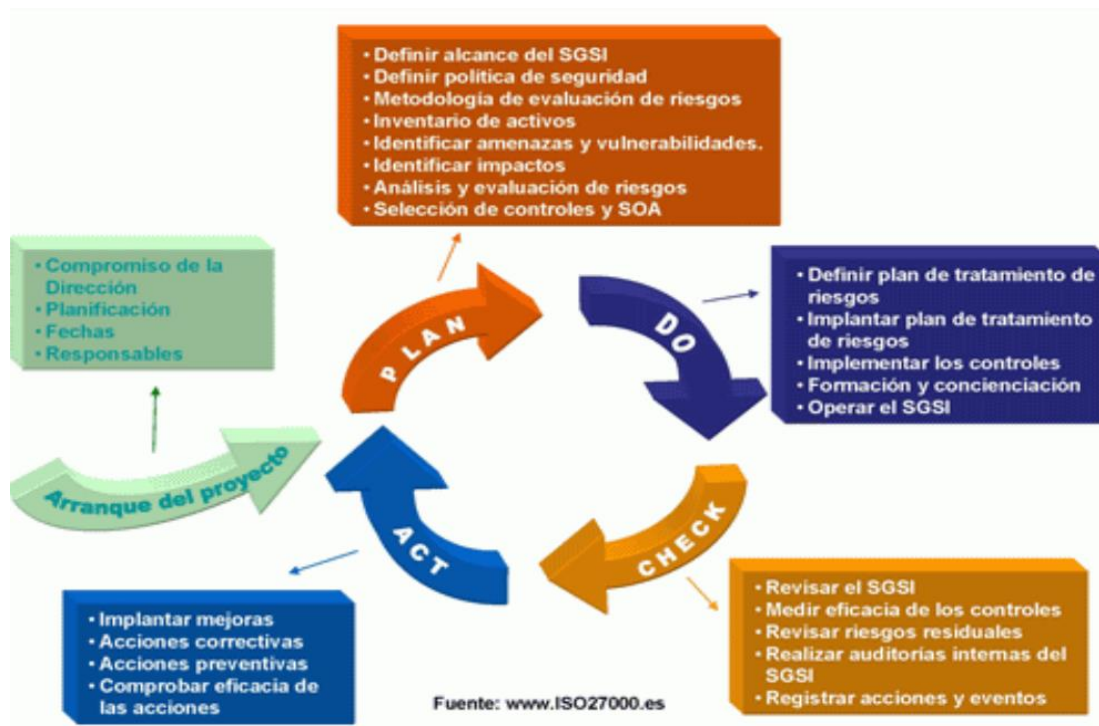 • Definir alcance del SGSI
• Definir política de seguridad
• Metodología de evaluación de riesgos
• Inventario de activos
• Identificar amenazas y vulnerabilidades.
• Identificar impactos
• Análisis y evaluación de riesgos
• Selección de controles y SOA
• Compromiso de la
Dirección
• Planificación
• Fechas
• Responsables
Arranque del proyecto
PLAN
DO
• Definir plan de tratamiento de
riesgos
• Implantar plan de tratamiento
de riesgos
• Implementar los controles
• Formación y concienciación
• Operar el SGSI
CHECK
• Revisar el SGSI
• Medir eficacia de los controles
• Revisar riesgos residuales
• Realizar auditorías internas del
SGSI
• Registrar acciones y eventos
ACT
• Implantar mejoras
• Acciones correctivas
• Acciones preventivas
• Comprobar eficacia de
las acciones
Fuente: www.ISO27000.es